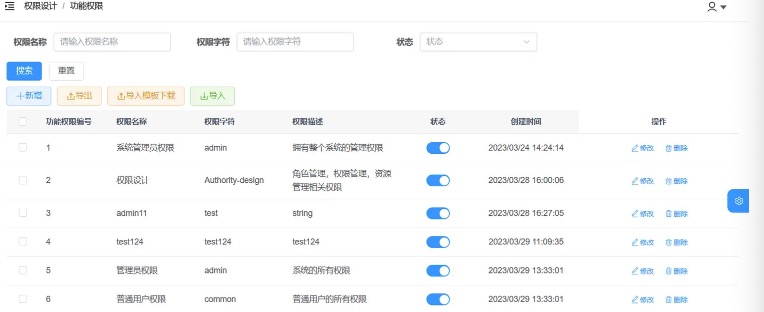 权限设计 / 功能权限
权限名称 请输入权限名称 权限字符 请输入权限字符 状态 状态
搜索 重置
+新增 导出 导入模板下载 导入
功能权限编号 权限名称 权限字符 权限描述 状态 创建时间 操作
1 系统管理员权限 admin 拥有整个系统的管理权限 2023/03/24 14:24:14 修改 删除
2 权限设计 Authority-design 角色管理，权限管理，资源 2023/03/28 16:00:06 修改 删除
管理相关权限
3 admin11 test string 2023/03/28 16:27:05 修改 删除
4 test124 test124 test124 2023/03/29 11:09:35 修改 删除
5 管理员权限 admin 系统的所有权限 2023/03/29 13:33:01 修改 删除
6 普通用户权限 common 普通用户的所有权限 2023/03/29 13:33:01 修改 删除